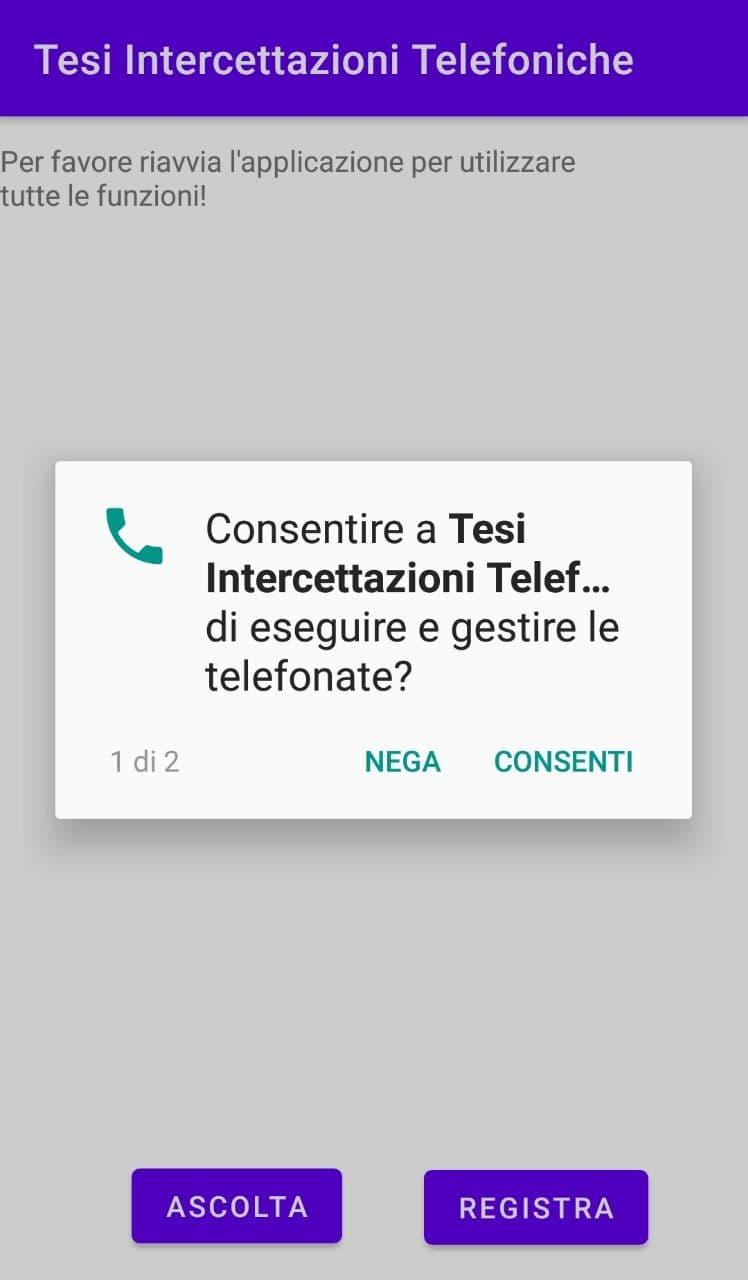 Tesi Intercettazioni Telefoniche
Per favore riavvia l'applicazione per utilizzare
tutte le funzioni!
Consentire a Tesi
Intercettazioni Telef...
di eseguire e gestire le
telefonate?
1 di 2
NEGA
CONSENTI
ASCOLTA
REGISTRA